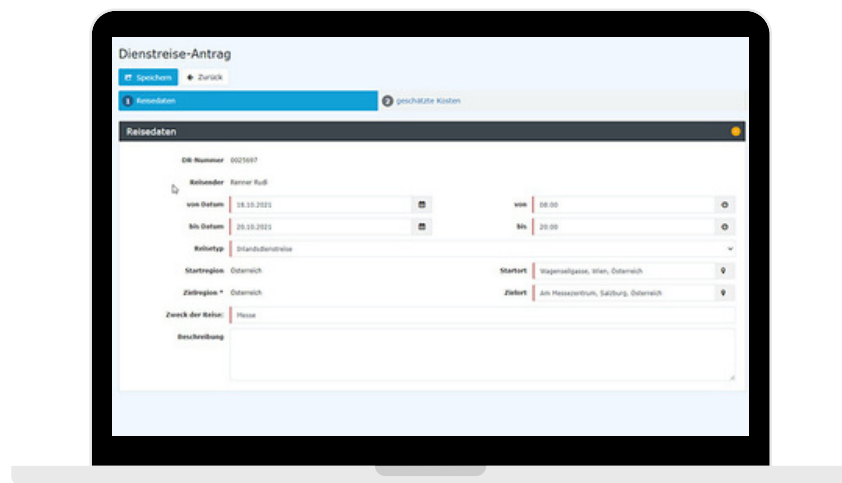 Dienstreise-Antrag
Speichern Zurück
1 Reisedaten 2 geschätzte Kosten
Reisedaten
DR-Nummer 0025697
Reisender Renner Rudi
von Datum 18.10.2021 von 08:00
bis Datum 20.10.2021 bis 20:00
Reisetyp Inlandsdienstreise
Startregion Österreich Startort Wagenseilgasse, Wien, Österreich
Zielregion * Österreich Zielort Am Messezentrum, Salzburg, Österreich
Zweck der Reise: Messe
Beschreibung